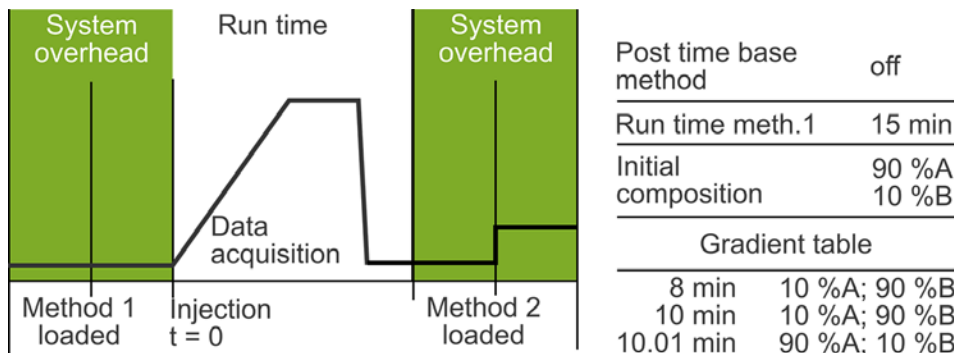 System
overhead
Run time
System
overhead
Data
acquisition
Method 1
loaded
Injection
t = 0
Method 2
loaded
Post time base
method
off
Run time meth.1 15 min
Initial
composition
90 %A
10 %B
Gradient table
8 min 10 %A; 90 %B
10 min 10 %A; 90 %B
10.01 min 90 %A; 10 %B